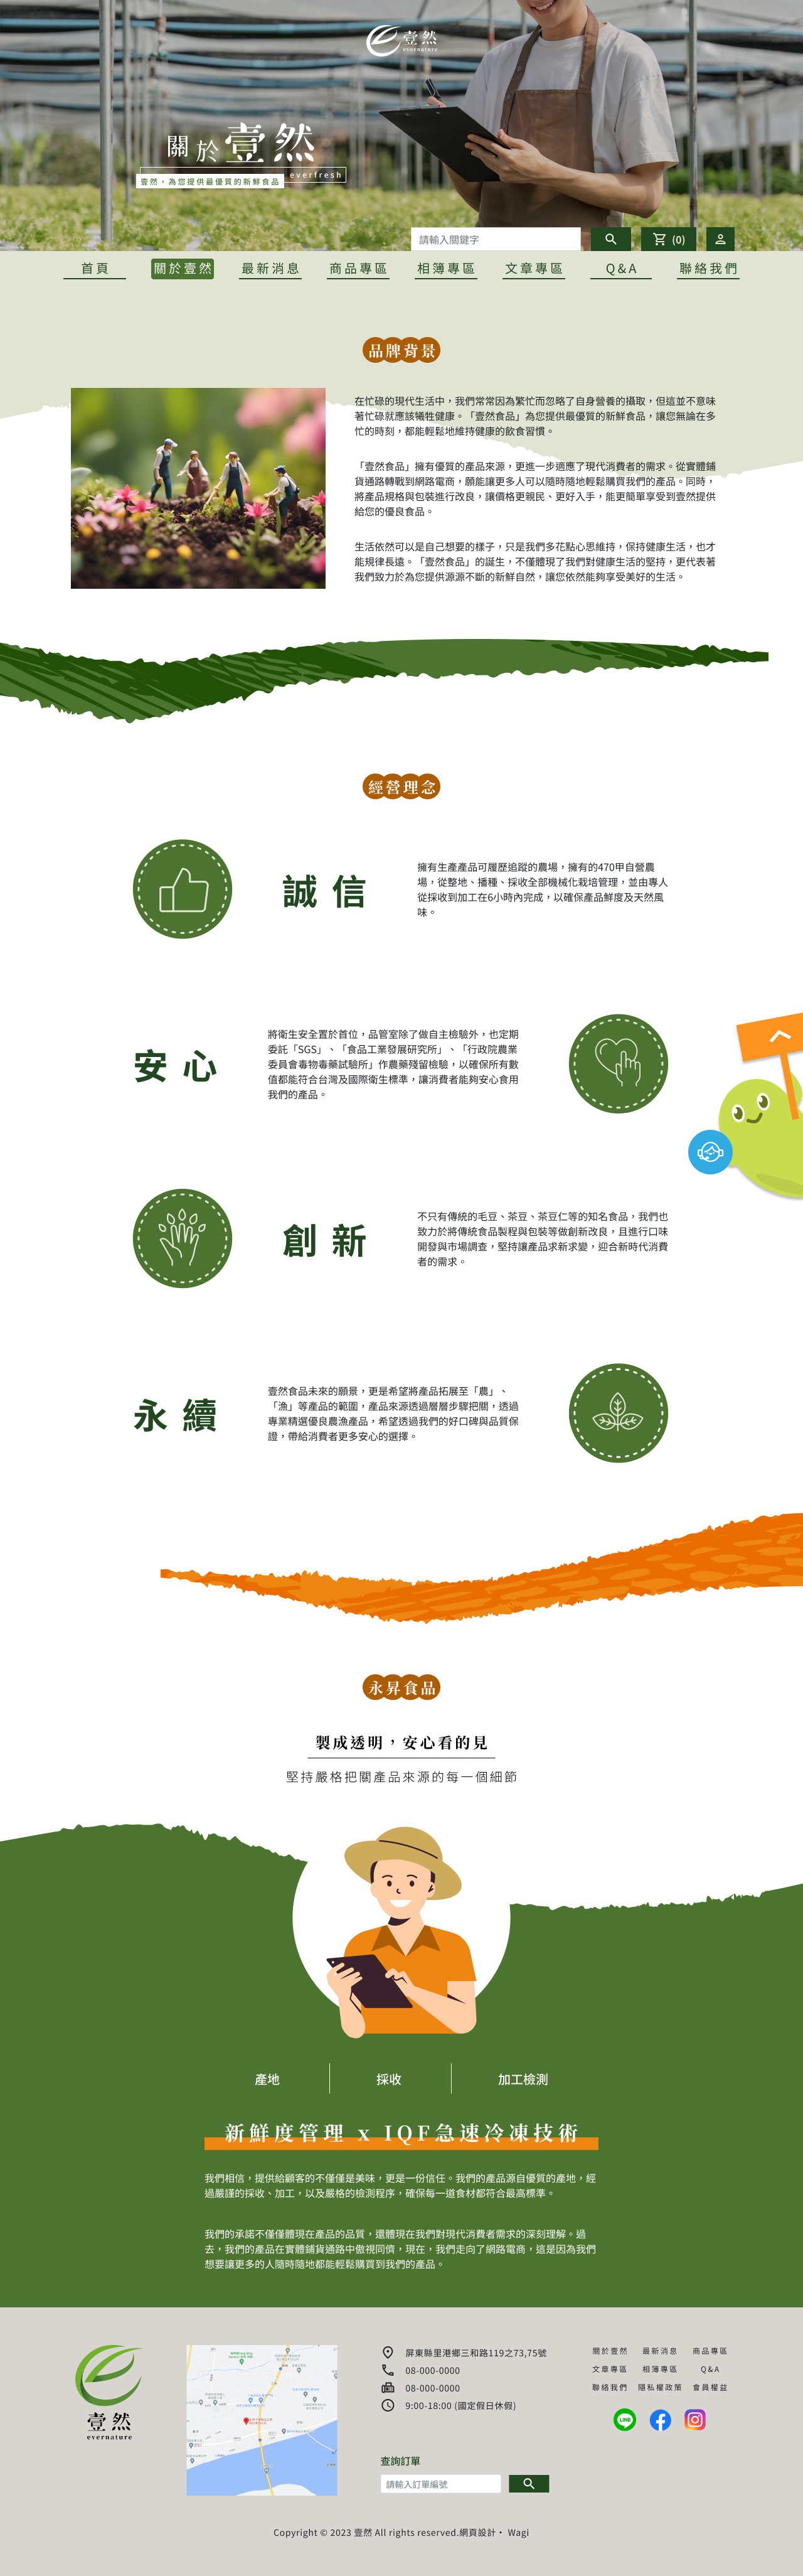 壹然
evernature
關於壹然
everfresh
壹然，為您提供最優質的新鮮食品
請輸入關鍵字
(0)
首頁
關於壹然
最新消息
商品專區
相簿專區
文章專區
Q&A
聯絡我們
品牌背景
在忙碌的現代生活中，我們常常因為繁忙而忽略了自身營養的攝取，但這並不意味
著忙碌就應該犧牲健康。「壹然食品」為您提供最優質的新鮮食品，讓您無論在多
忙的時刻，都能輕鬆地維持健康的飲食習慣。
「壹然食品」擁有優質的產品來源，更進一步適應了現代消費者的需求。從實體鋪
貨通路轉戰到網路電商，願能讓更多人可以隨時隨地輕鬆購買我們的產品。同時，
將產品規格與包裝進行改良，讓價格更親民、更好入手，能更簡單享受到壹然提供
給您的優良食品。
生活依然可以是自己想要的樣子，只是我們多花點心思維持，保持健康生活，也才
能規律長遠。「壹然食品」的誕生，不僅體現了我們對健康生活的堅持，更代表著
我們致力於為您提供源源不斷的新鮮自然，讓您依然能夠享受美好的生活。
經營理念
誠信
擁有生產產品可履歷追蹤的農場，擁有的470甲自營農
場，從整地、播種、採收全部機械化栽培管理，並由專人
從採收到加工在6小時內完成，以確保產品鮮度及天然風
味。
安心
將衛生安全置於首位，品管室除了做自主檢驗外，也定期
委託「SGS」、「食品工業發展研究所」、「行政院農業
委員會毒物毒藥試驗所」作農藥殘留檢驗，以確保所有數
值都能符合台灣及國際衛生標準，讓消費者能夠安心食用
我們的產品。
創新
不只有傳統的毛豆、茶豆、茶豆仁等的知名食品，我們也
致力於將傳統食品製程與包裝等做創新改良，且進行口味
開發與市場調查，堅持讓產品求新求變，迎合新時代消費
者的需求。
永續
壹然食品未來的願景，更是希望將產品拓展至「農」、
「漁」等產品的範圍，產品來源透過層層步驟把關，透過
專業精選優良農漁產品，希望透過我們的好口碑與品質保
證，帶給消費者更多安心的選擇。
永昇食品
製成透明，安心看的見
堅持嚴格把關產品來源的每一個細節
產地
採收
加工檢測
新鮮度管理 x IQF急速冷凍技術
我們相信，提供給顧客的不僅僅是美味，更是一份信任。我們的產品源自優質的產地，經
過嚴謹的採收、加工，以及嚴格的檢測程序，確保每一道食材都符合最高標準。
我們的承諾不僅僅體現在產品的品質，還體現在我們對現代消費者需求的深刻理解。過
去，我們的產品在實體鋪貨通路中傲視同儕，現在，我們走向了網路電商，這是因為我們
想要讓更多的人隨時隨地都能輕鬆購買到我們的產品。
壹然
evernature
屏東縣里港鄉三和路119之73,75號
08-000-0000
08-000-0000
9:00-18:00 (國定假日休假)
查詢訂單
請輸入訂單編號
關於壹然
最新消息
商品專區
文章專區
相簿專區
Q&A
聯絡我們
隱私權政策
會員權益
LINE
Copyright © 2023 壹然 All rights reserved.網頁設計• Wagi